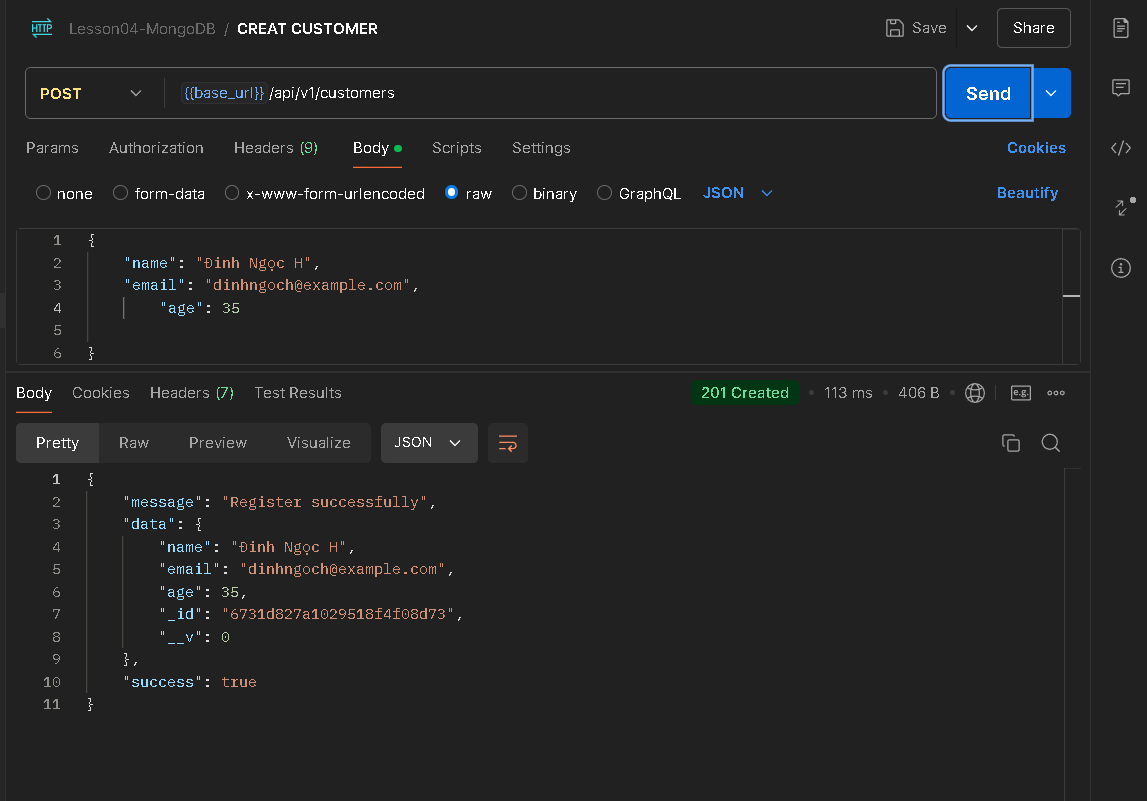 HTTP Lesson04-MongoDB / CREAT CUSTOMER Save Share
POST {{base_url}} /api/v1/customers Send
Params Authorization Headers (9) Body Scripts Settings Cookies
none form-data x-www-form-urlencoded raw binary GraphQL JSON Beautify
1 {
2 "name": "Đinh Ngọc H",
3 "email": "dinhngoch@example.com",
4 "age": 35
5
6 }
Body Cookies Headers (7) Test Results 201 Created • 113 ms • 406 B • e.g.
Pretty Raw Preview Visualize JSON
1 {
2 "message": "Register successfully",
3 "data": {
4 "name": "Đinh Ngọc H",
5 "email": "dinhngoch@example.com",
6 "age": 35,
7 "_id": "6731d827a1029518f4f08d73",
8 "__v": 0
9 },
10 "success": true
11 }